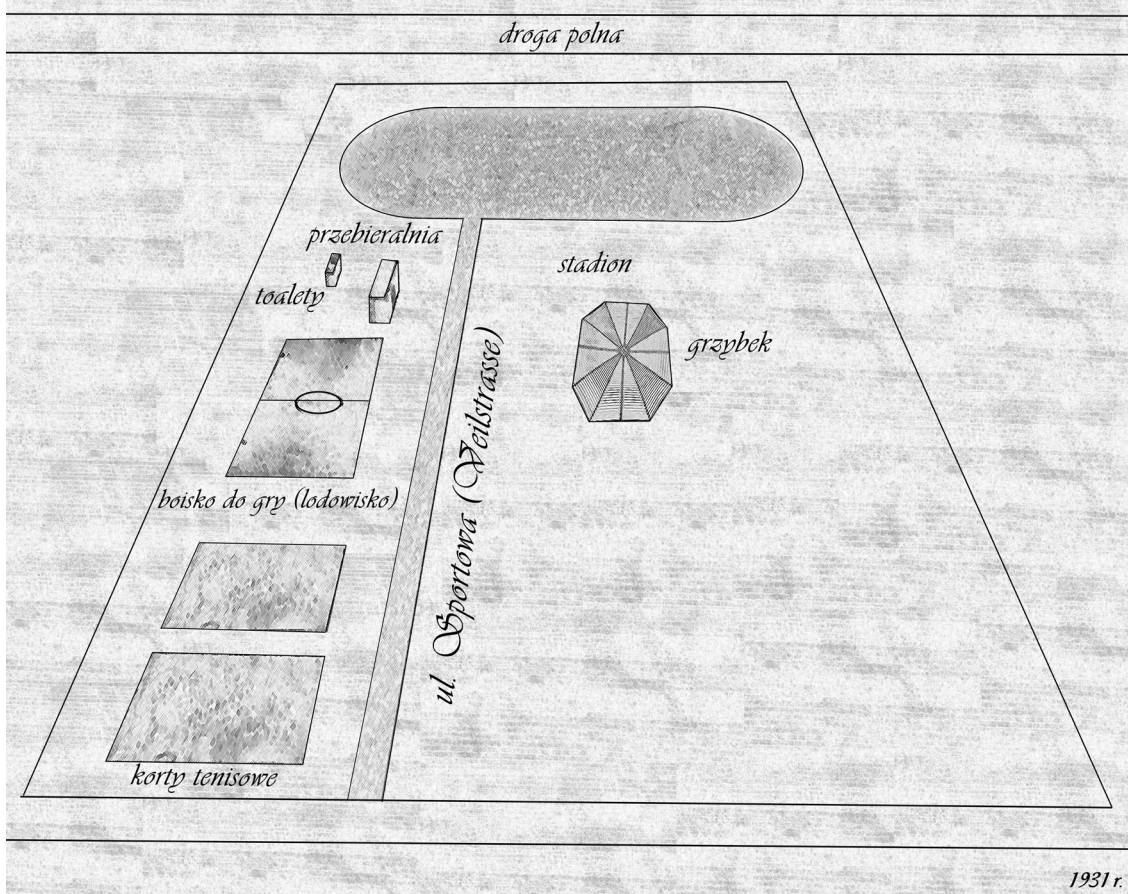 droga polna
przebieralnia
stadion
toalety
grzybek
ul. Sportowa (Veilstrasse)
boisko do gry (lodowisko)
korty tenisowe
1931 r.